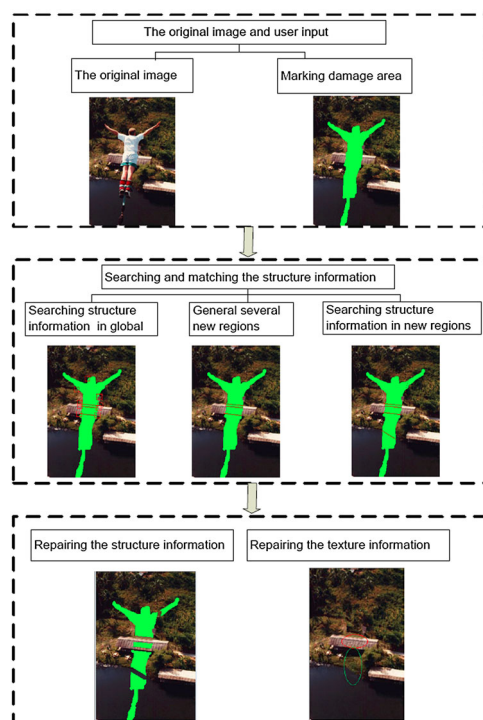 The original image and user input
The original image
Marking damage area
Searching and matching the structure information
Searching structure
information in global
General several
new regions
Searching structure
information in new regions
Repairing the structure information
Repairing the texture information